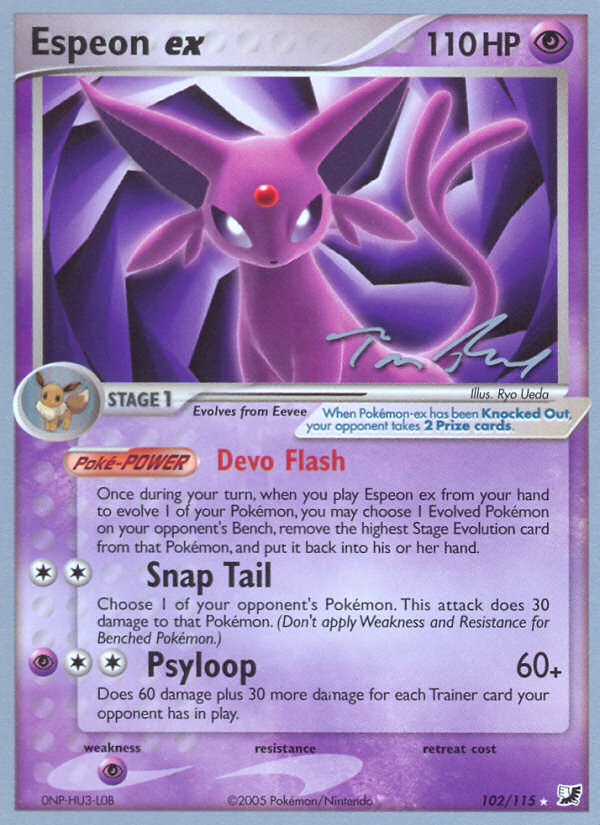 Espeon ex 110 HP
STAGE 1
Illus. Ryo Ueda
Evolves from Eevee
When Pokémon-ex has been Knocked Out,
your opponent takes 2 Prize cards.
Poké-POWER Devo Flash
Once during your turn, when you play Espeon ex from your hand
to evolve 1 of your Pokémon, you may choose 1 Evolved Pokémon
on your opponent's Bench, remove the highest Stage Evolution card
from that Pokémon, and put it back into his or her hand.
Snap Tail
Choose 1 of your opponent's Pokémon. This attack does 30
damage to that Pokémon. (Don't apply Weakness and Resistance for
Benched Pokémon.)
Psyloop 60+
Does 60 damage plus 30 more damage for each Trainer card your
opponent has in play.
weakness resistance retreat cost
0NP-HU3-L0B ©2005 Pokémon/Nintendo 102/115